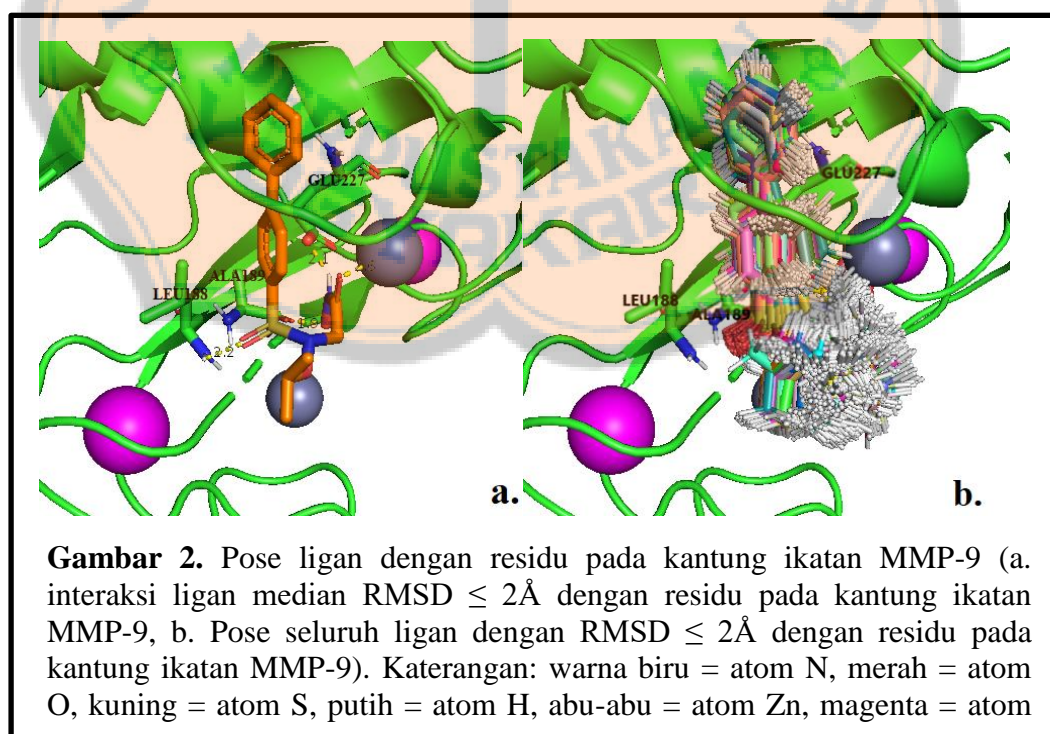 GLU227
GLU227
ALA189
LEU188
LEU188
ALA189
a.
b.
Gambar 2. Pose ligan dengan residu pada kantung ikatan MMP-9 (a.
interaksi ligan median RMSD ≤ 2Å dengan residu pada kantung ikatan
MMP-9, b. Pose seluruh ligan dengan RMSD ≤ 2Å dengan residu pada
kantung ikatan MMP-9). Katerangan: warna biru = atom N, merah = atom
O, kuning = atom S, putih = atom H, abu-abu = atom Zn, magenta = atom